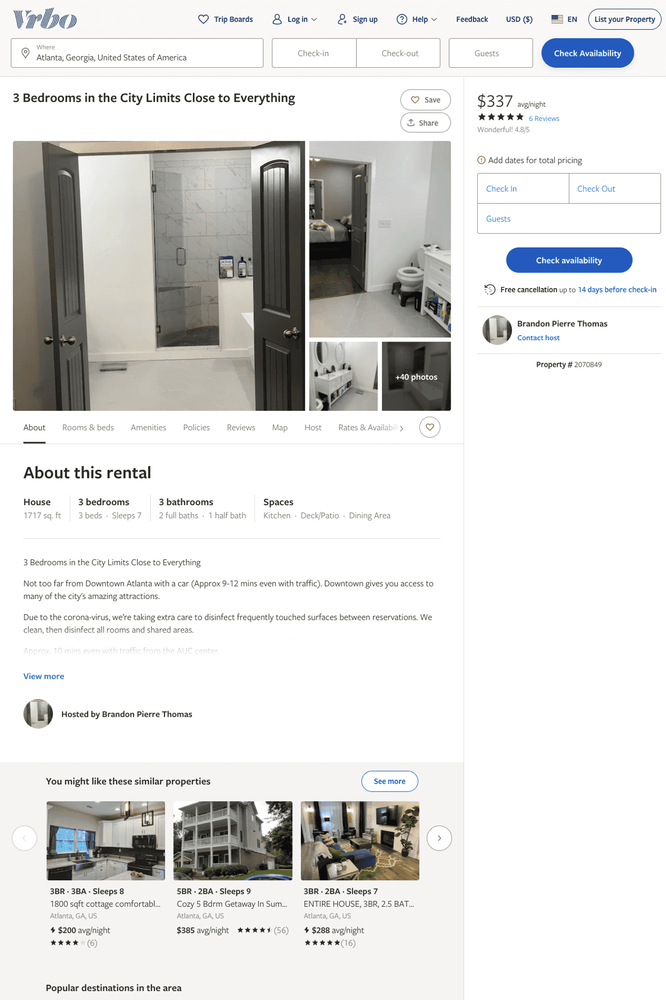 Vrbo
Trip Boards
Log in
Sign up
Help
Feedback
USD ($)
EN
List your Property
Where
Atlanta, Georgia, United States of America
Check-in
Check-out
Guests
Check Availability
3 Bedrooms in the City Limits Close to Everything
Save
Share
+40 photos
$337 avg/night
6 Reviews
Wonderful! 4.8/5
Add dates for total pricing
Check In
Check Out
Guests
Check availability
Free cancellation up to 14 days before check-in
Brandon Pierre Thomas
Contact host
Property # 2070849
About
Rooms & beds
Amenities
Policies
Reviews
Map
Host
Rates & Availabili
About this rental
House
1717 sq. ft
3 bedrooms
3 beds · Sleeps 7
3 bathrooms
2 full baths · 1 half bath
Spaces
Kitchen · Deck/Patio · Dining Area
3 Bedrooms in the City Limits Close to Everything
Not too far from Downtown Atlanta with a car (Approx 9-12 mins even with traffic). Downtown gives you access to
many of the city's amazing attractions.
Due to the corona-virus, we’re taking extra care to disinfect frequently touched surfaces between reservations. We
clean, then disinfect all rooms and shared areas.
Approx. 10 mins even with traffic from the AUC center.
View more
Hosted by Brandon Pierre Thomas
You might like these similar properties
See more
3BR · 3BA · Sleeps 8
1800 sqft cottage comfortabl...
Atlanta, GA, US
$200 avg/night
(6)
5BR · 2BA · Sleeps 9
Cozy 5 Bdrm Getaway In Sum...
Atlanta, GA, US
$385 avg/night
(56)
3BR · 2BA · Sleeps 7
ENTIRE HOUSE, 3BR, 2.5 BAT...
Atlanta, GA, US
$288 avg/night
(16)
Popular destinations in the area